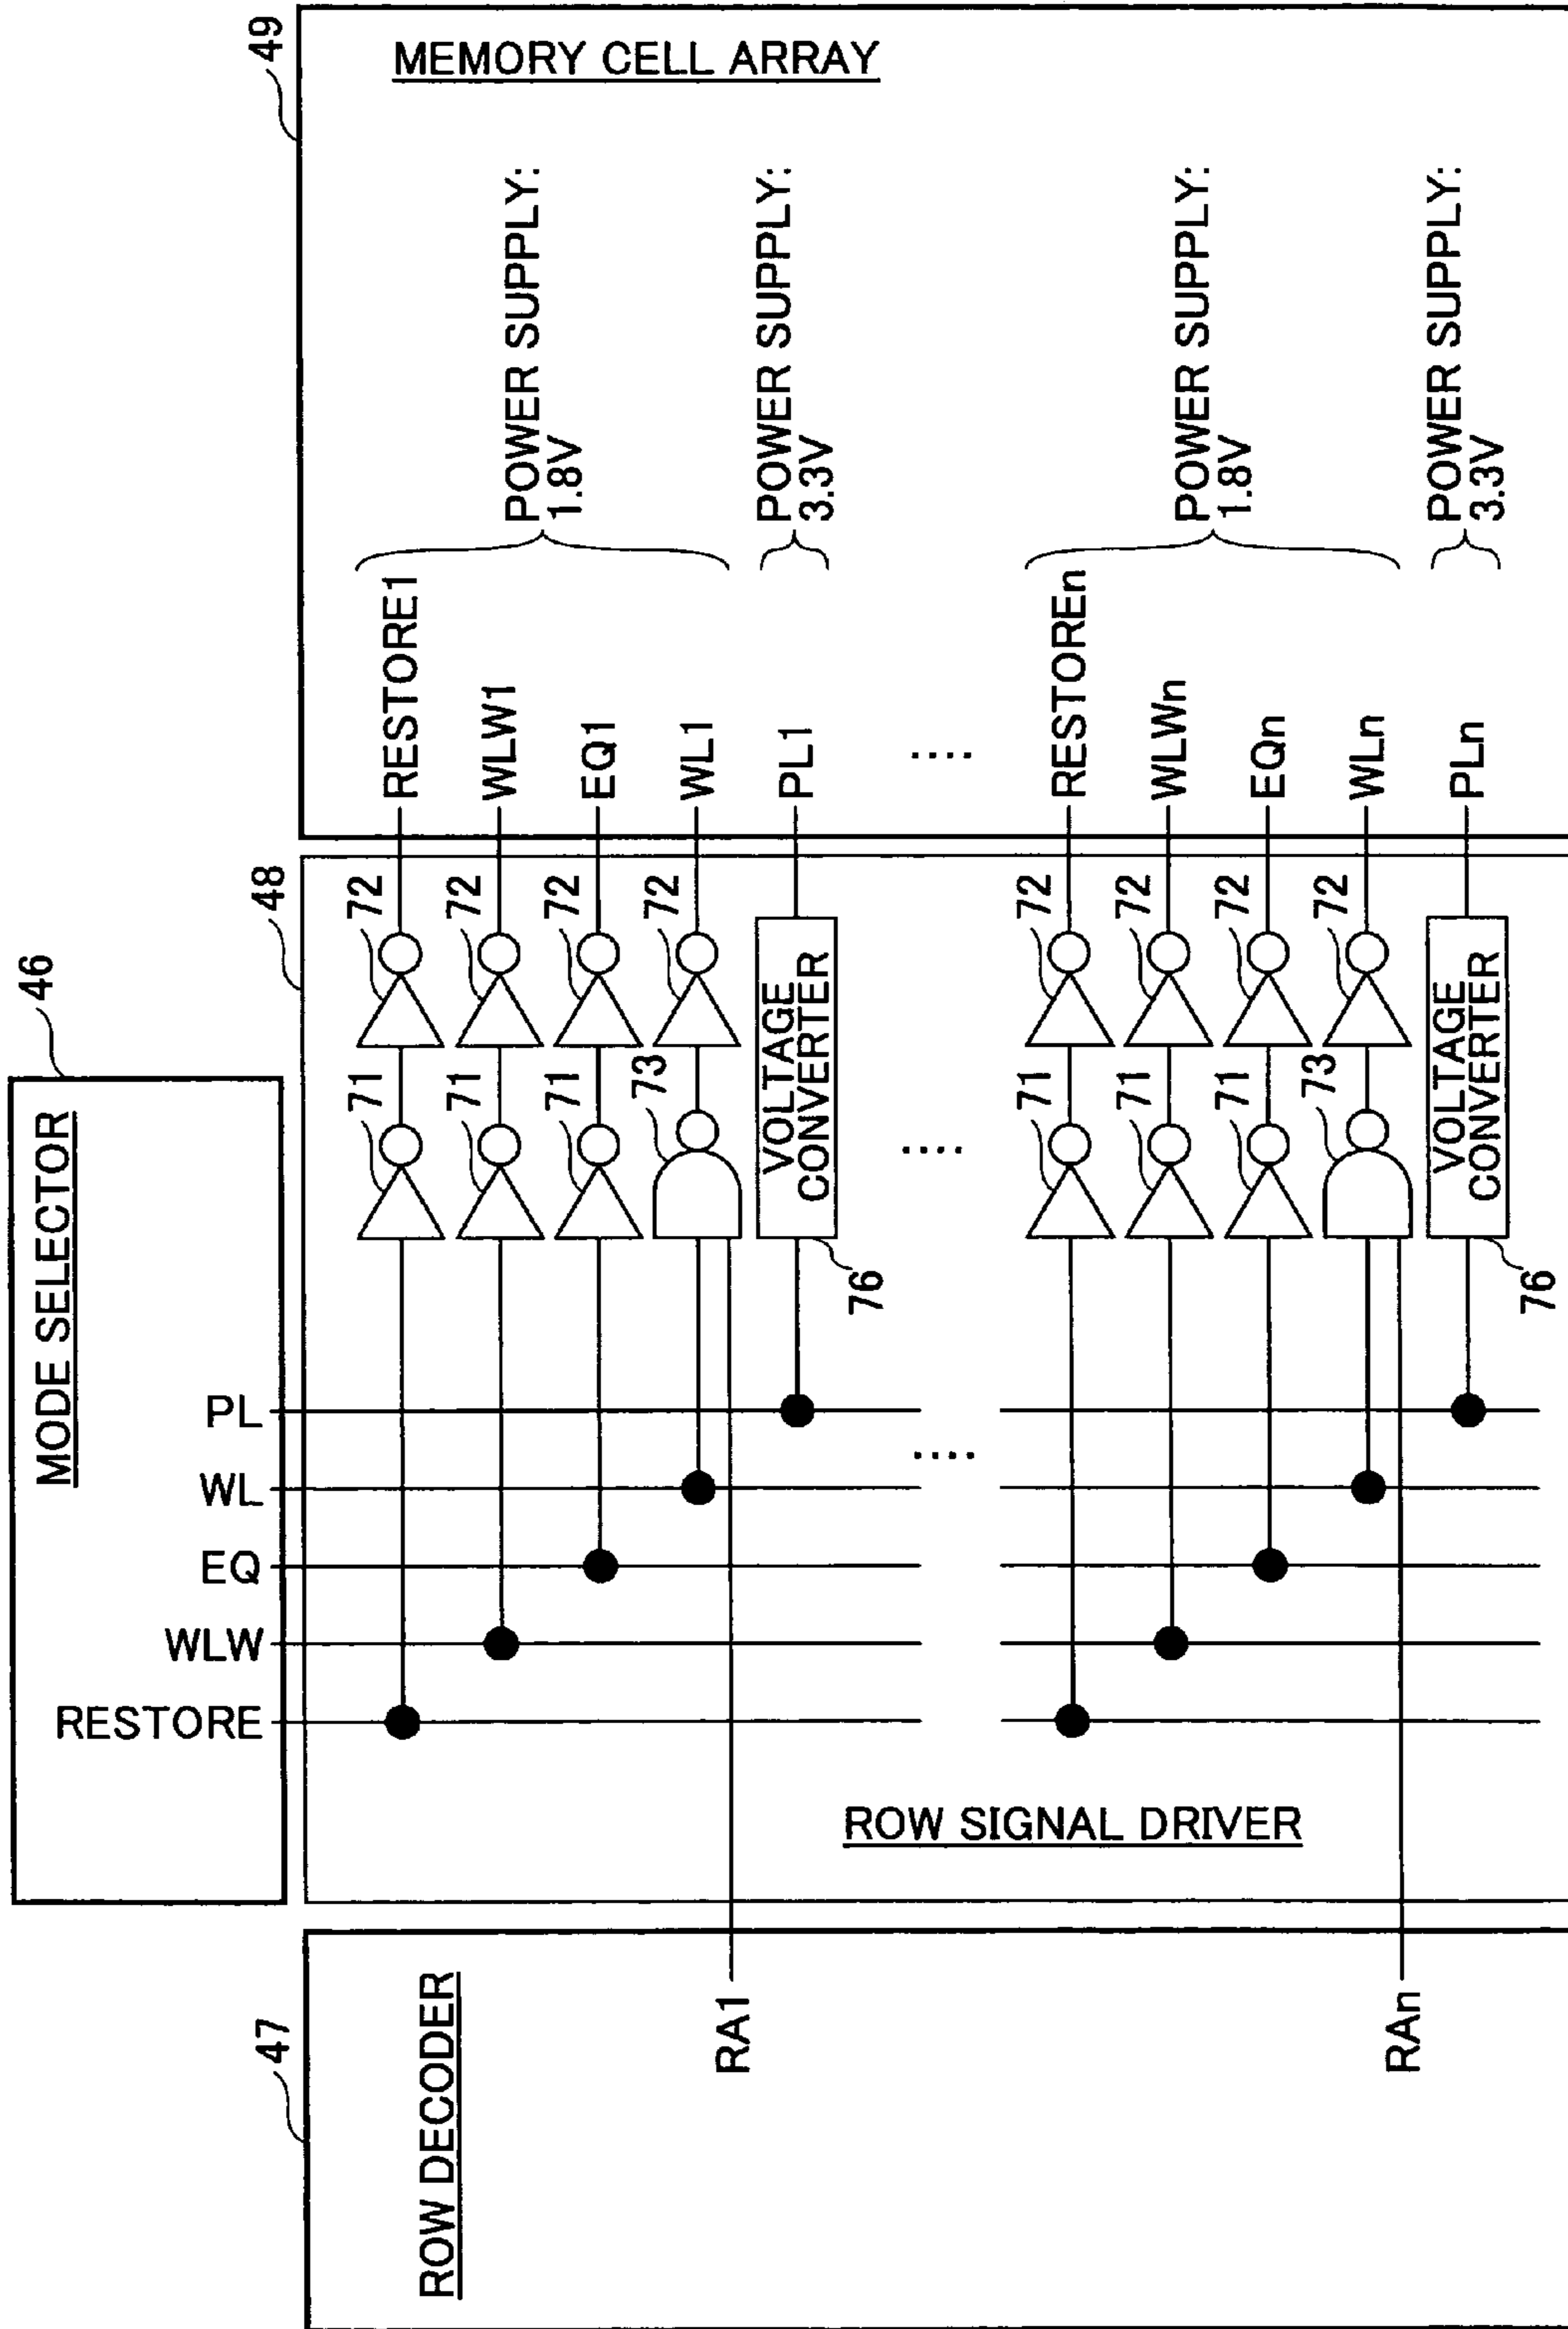 46
MODE SELECTOR
RESTORE
WLW
EQ
WL
PL
47
ROW DECODER
RA1
RAn
48
ROW SIGNAL DRIVER
71
72
71
72
71
72
73
72
VOLTAGE
CONVERTER
76
....
....
71
72
71
72
71
72
73
72
VOLTAGE
CONVERTER
76
49
MEMORY CELL ARRAY
RESTORE1
WLW1
EQ1
WL1
PL1
POWER SUPPLY:
1.8V
POWER SUPPLY:
3.3V
....
RESTOREn
WLWn
EQn
WLn
PLn
POWER SUPPLY:
1.8V
POWER SUPPLY:
3.3V